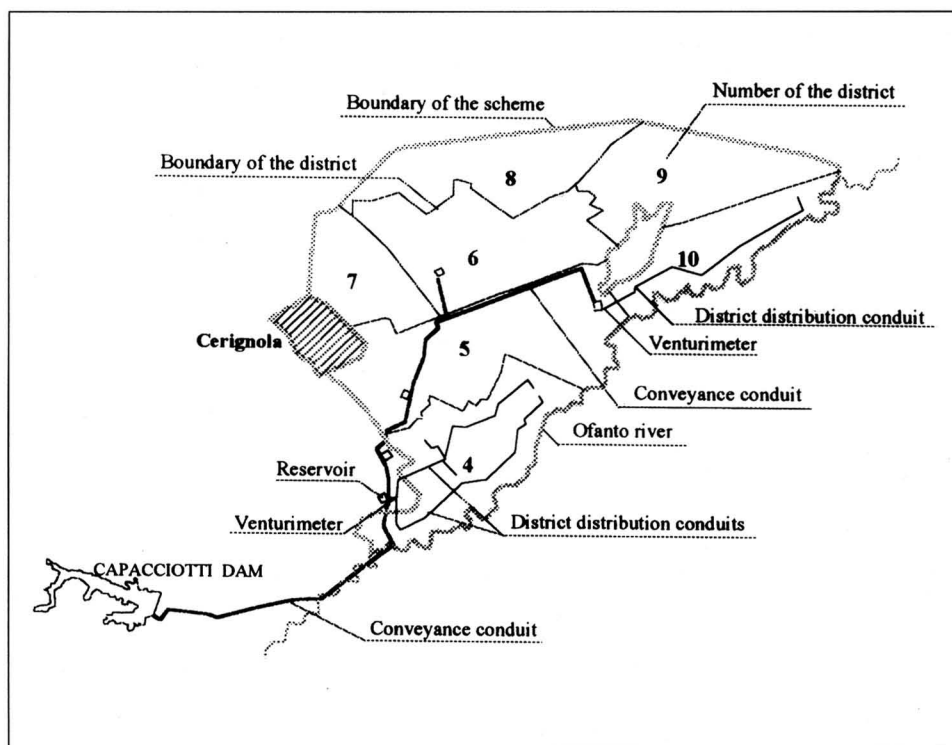 Number of the district
Boundary of the scheme
Boundary of the district
8
9
6
10
7
District distribution conduit
Cerignola
5
Venturimeter
Conveyance conduit
Ofanto river
4
Reservoir
Venturimeter
District distribution conduits
CAPACCIOTTI DAM
Conveyance conduit